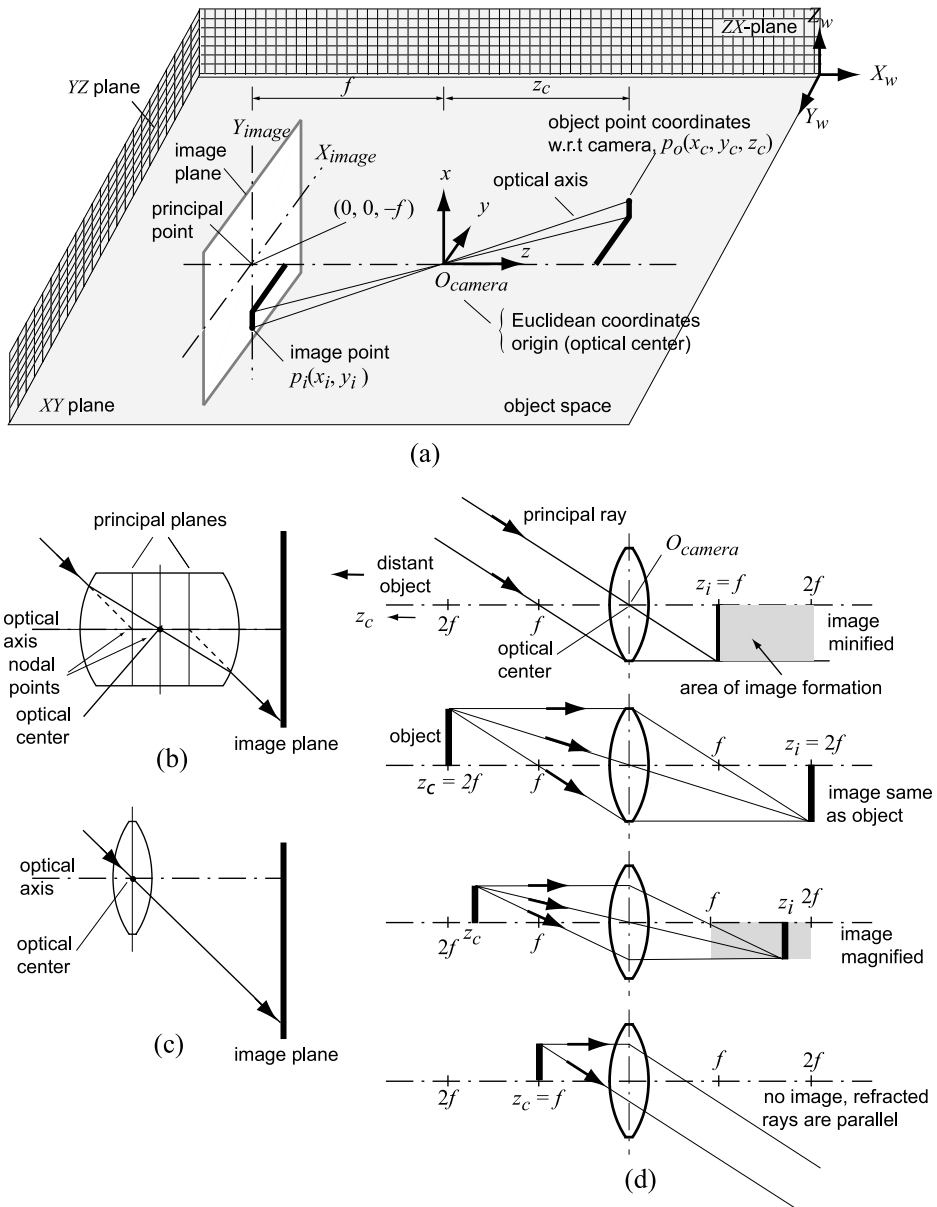 ZX-plane
Z_w
X_w
Y_w
YZ plane
f
z_c
Y_image
X_image
image
plane
principal
point
(0, 0, –f)
x
y
z
optical axis
object point coordinates
w.r.t camera, p_o(x_c, y_c, z_c)
O_camera
Euclidean coordinates
origin (optical center)
image point
p_i(x_i, y_i)
XY plane
object space
(a)
principal planes
optical
axis
nodal
points
optical
center
image plane
(b)
optical
axis
optical
center
image plane
(c)
principal ray
O_camera
distant
object
z_c
2f
f
z_i = f
2f
optical
center
image
minified
area of image formation
object
z_c = 2f
f
f
z_i = 2f
image same
as object
2f
z_c
f
f
z_i
2f
image
magnified
2f
z_c = f
f
2f
no image, refracted
rays are parallel
(d)